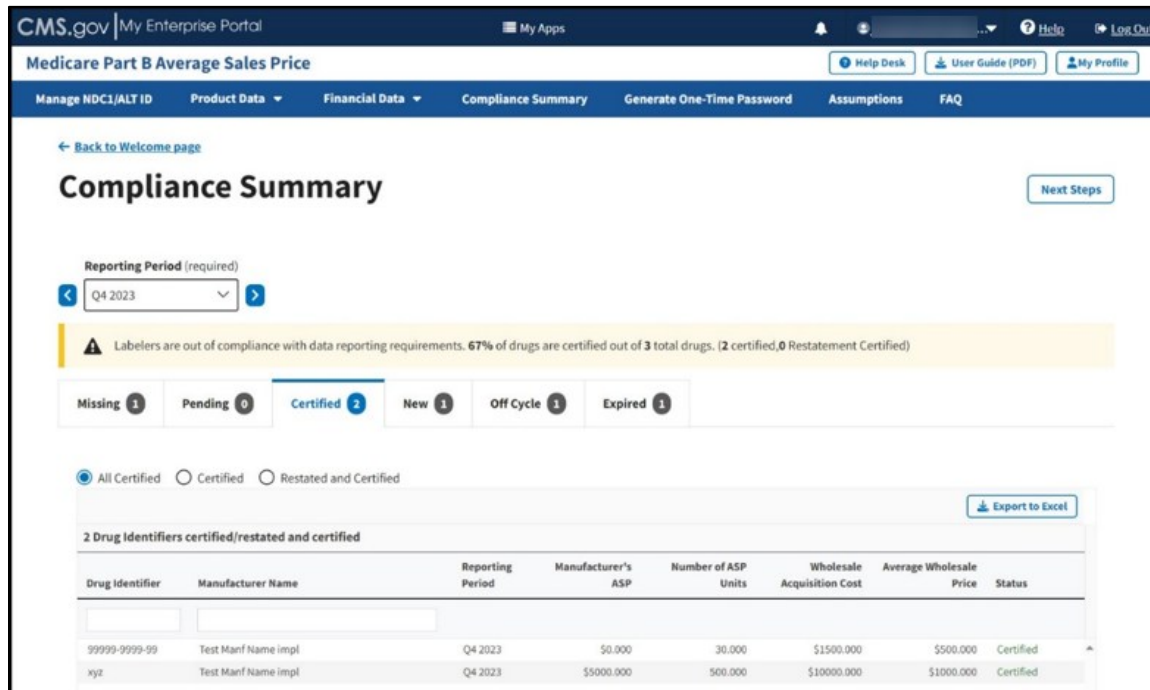 CMS.gov My Enterprise Portal My Apps ...▾ Help Log Out
Medicare Part B Average Sales Price Help Desk User Guide (PDF) My Profile
Manage NDC1/ALT ID Product Data Financial Data Compliance Summary Generate One-Time Password Assumptions FAQ
← Back to Welcome page
Compliance Summary Next Steps
Reporting Period (required)
Q4 2023
Labelers are out of compliance with data reporting requirements. 67% of drugs are certified out of 3 total drugs. (2 certified,0 Restatement Certified)
Missing 1 Pending 0 Certified 2 New 1 Off Cycle 1 Expired 1
All Certified Certified Restated and Certified
Export to Excel
2 Drug Identifiers certified/restated and certified
Drug Identifier Manufacturer Name Reporting Period Manufacturer's ASP Number of ASP Units Wholesale Acquisition Cost Average Wholesale Price Status
99999-9999-99 Test Manf Name impl Q4 2023 $0.000 30.000 $1500.000 $500.000 Certified
xyz Test Manf Name impl Q4 2023 $5000.000 500.000 $10000.000 $1000.000 Certified